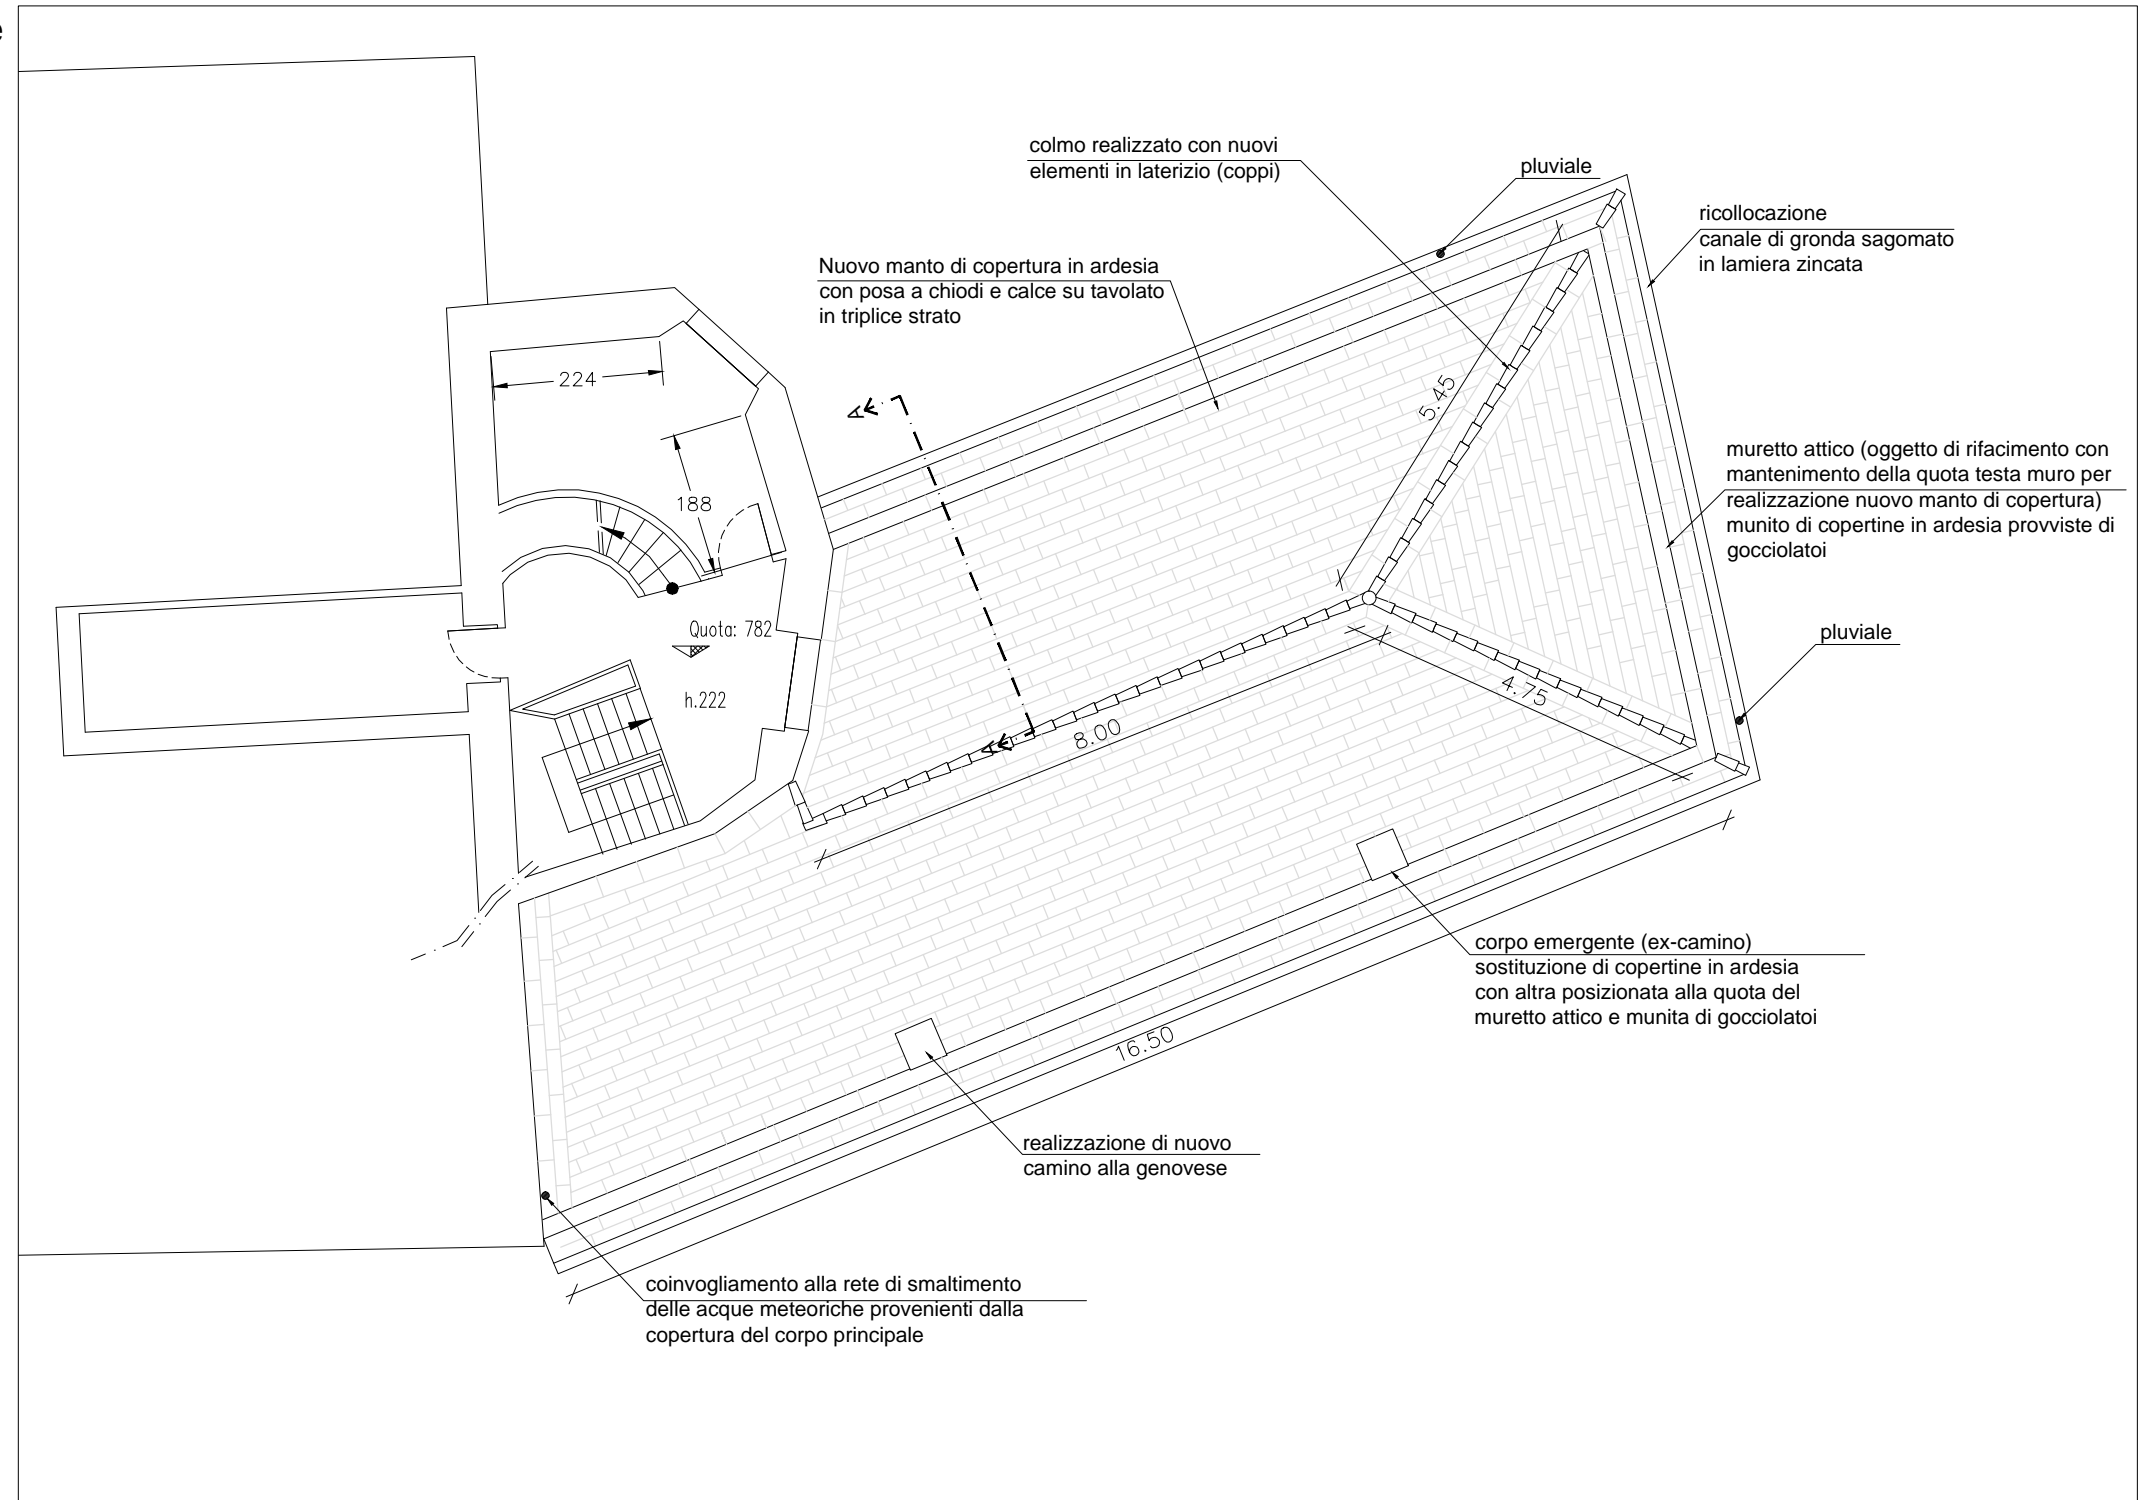 e
colmo realizzato con nuovi
elementi in laterizio (coppi)
pluviale
ricollocazione
canale di gronda sagomato
in lamiera zincata
Nuovo manto di copertura in ardesia
con posa a chiodi e calce su tavolato
in triplice strato
224
188
A
5.45
muretto attico (oggetto di rifacimento con
mantenimento della quota testa muro per
realizzazione nuovo manto di copertura)
munito di copertine in ardesia provviste di
gocciolatoi
Quota: 782
h.222
pluviale
4.75
8.00
A
corpo emergente (ex-camino)
sostituzione di copertine in ardesia
con altra posizionata alla quota del
muretto attico e munita di gocciolatoi
16.50
realizzazione di nuovo
camino alla genovese
coinvogliamento alla rete di smaltimento
delle acque meteoriche provenienti dalla
copertura del corpo principale